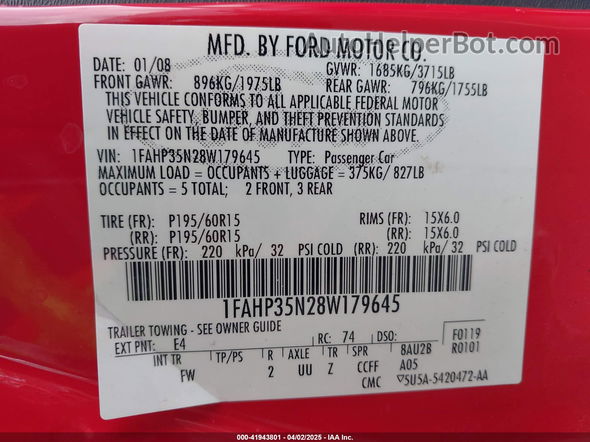 AutoHelperBot.com
MFD. BY FORD MOTOR CO.
DATE: 01/08 GVWR: 1685KG/3715LB
FRONT GAWR: 896KG/1975LB REAR GAWR: 796KG/1755LB
THIS VEHICLE CONFORMS TO ALL APPLICABLE FEDERAL MOTOR
VEHICLE SAFETY, BUMPER, AND THEFT PREVENTION STANDARDS
IN EFFECT ON THE DATE OF MANUFACTURE SHOWN ABOVE.
VIN: 1FAHP35N28W179645 TYPE: Passenger Car
MAXIMUM LOAD = OCCUPANTS + LUGGAGE = 375KG/ 827LB
OCCUPANTS = 5 TOTAL; 2 FRONT, 3 REAR
TIRE (FR): P195/60R15 RIMS (FR): 15X6.0
(RR): P195/60R15 (RR): 15X6.0
PRESSURE (FR): 220 kPa/ 32 PSI COLD (RR): 220 kPa/ 32 PSI COLD
1FAHP35N28W179645
TRAILER TOWING - SEE OWNER GUIDE
EXT PNT: E4 RC: 74 DSO: F0119
INT TR TP/PS R AXLE TR SPR 8AU2B R0101
FW 2 UU Z CCFF A05
CMC 5U5A-5420472-AA
000-41943801 - 04/02/2025 - IAA Inc.